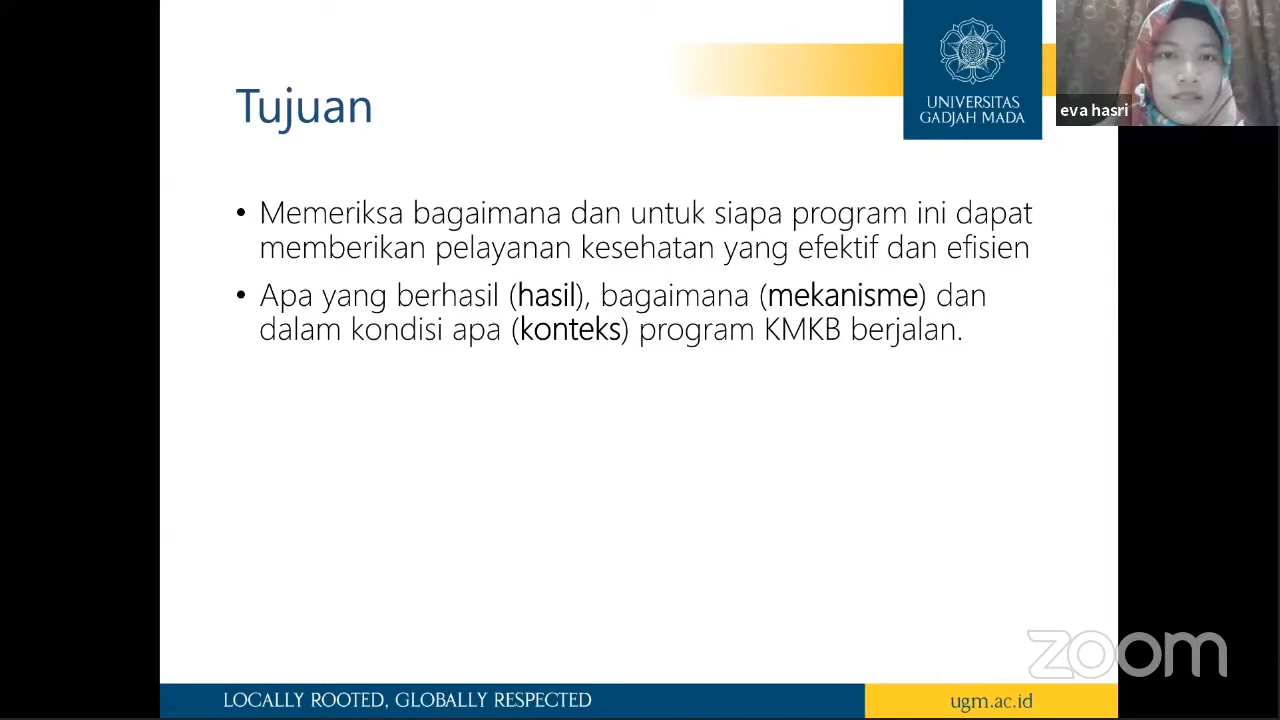 Tujuan
UNIVERSITAS
GADJAH MADA
eva hasri
• Memeriksa bagaimana dan untuk siapa program ini dapat
memberikan pelayanan kesehatan yang efektif dan efisien
• Apa yang berhasil (hasil), bagaimana (mekanisme) dan
dalam kondisi apa (konteks) program KMKB berjalan.
zoom
LOCALLY ROOTED, GLOBALLY RESPECTED
ugm.ac.id